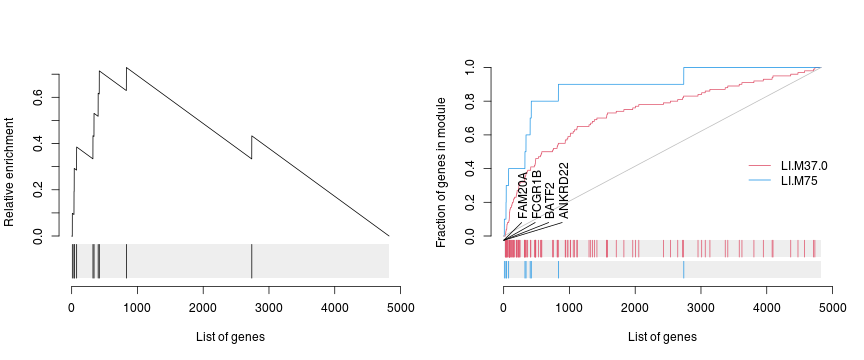 Relative enrichment
0.0
0.2
0.4
0.6
0
1000
2000
3000
4000
5000
List of genes
Fraction of genes in module
0.0
0.2
0.4
0.6
0.8
1.0
FAM20A
FCGR1B
BATF2
ANKRD22
LI.M37.0
LI.M75
0
1000
2000
3000
4000
5000
List of genes